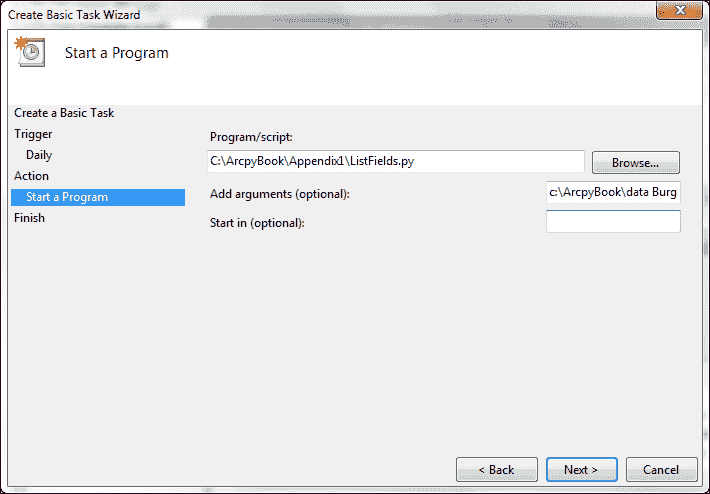 Create Basic Task Wizard
Start a Program
Create a Basic Task
Trigger
Daily
Action
Start a Program
Finish
Program/script:
C:\ArcpyBook\Appendix1\ListFields.py
Browse...
Add arguments (optional):
c:\ArcpyBook\data Burg
Start in (optional):
< Back
Next >
Cancel